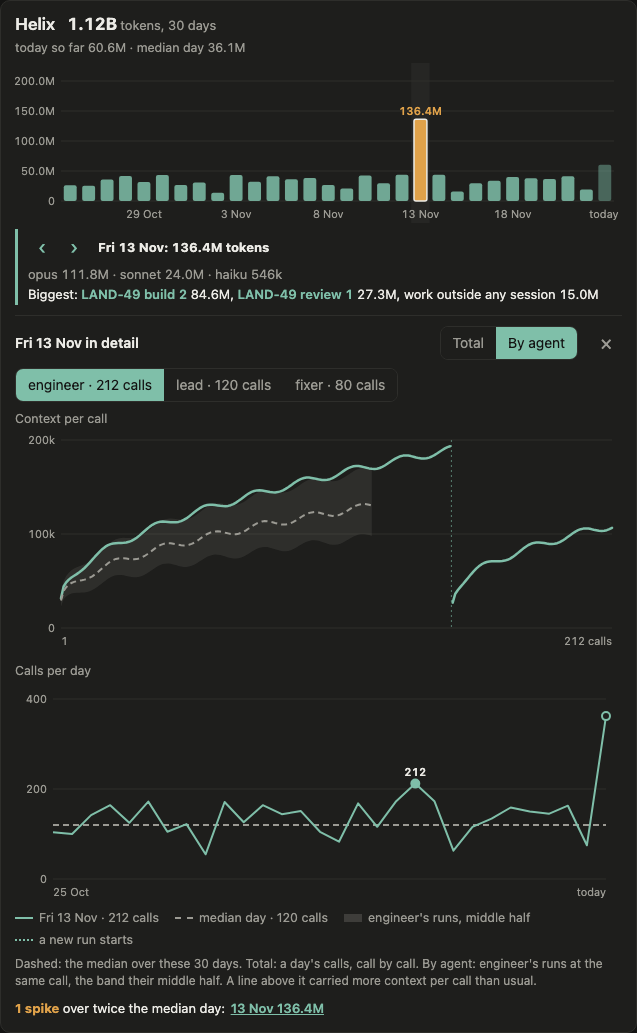 Helix 1.12B tokens, 30 days
today so far 60.6M · median day 36.1M
200.0M
150.0M
136.4M
100.0M
50.0M
0
29 Oct 3 Nov 8 Nov 13 Nov 18 Nov today
‹ › Fri 13 Nov: 136.4M tokens
opus 111.8M · sonnet 24.0M · haiku 546k
Biggest: LAND-49 build 2 84.6M, LAND-49 review 1 27.3M, work outside any session 15.0M
Fri 13 Nov in detail
Total By agent ×
engineer · 212 calls lead · 120 calls fixer · 80 calls
Context per call
200k
100k
0
1 212 calls
Calls per day
400
212
200
0
25 Oct today
Fri 13 Nov · 212 calls median day · 120 calls engineer's runs, middle half
a new run starts
Dashed: the median over these 30 days. Total: a day's calls, call by call. By agent: engineer's runs at the
same call, the band their middle half. A line above it carried more context per call than usual.
1 spike over twice the median day: 13 Nov 136.4M